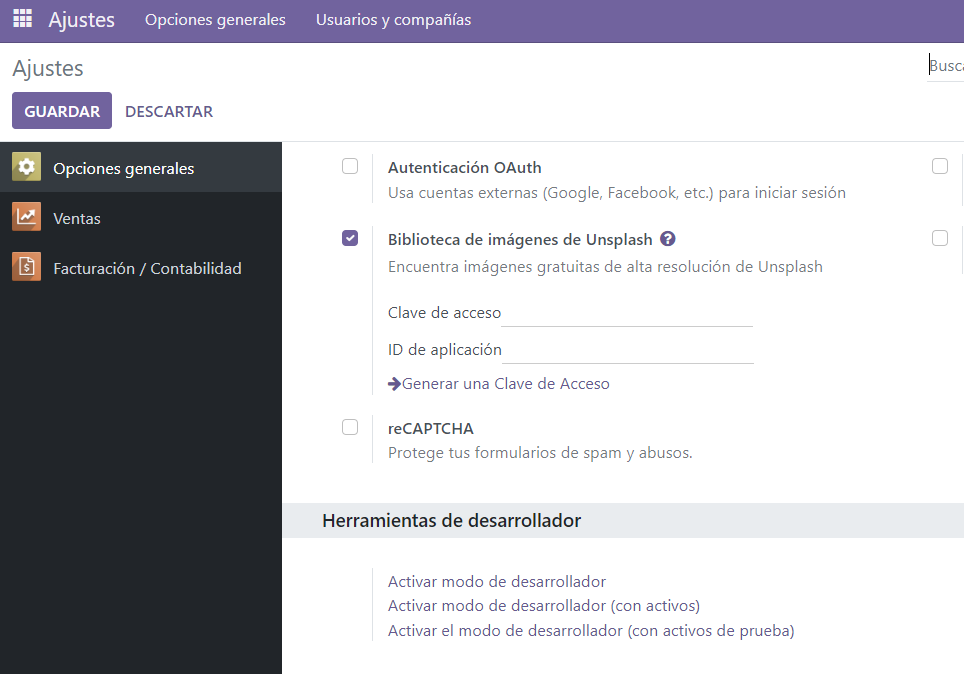 Ajustes Opciones generales Usuarios y compañías
Ajustes
Busca
GUARDAR DESCARTAR
Opciones generales
Ventas
Facturación / Contabilidad
Autenticación OAuth
Usa cuentas externas (Google, Facebook, etc.) para iniciar sesión
Biblioteca de imágenes de Unsplash ?
Encuentra imágenes gratuitas de alta resolución de Unsplash
Clave de acceso
ID de aplicación
Generar una Clave de Acceso
reCAPTCHA
Protege tus formularios de spam y abusos.
Herramientas de desarrollador
Activar modo de desarrollador
Activar modo de desarrollador (con activos)
Activar el modo de desarrollador (con activos de prueba)